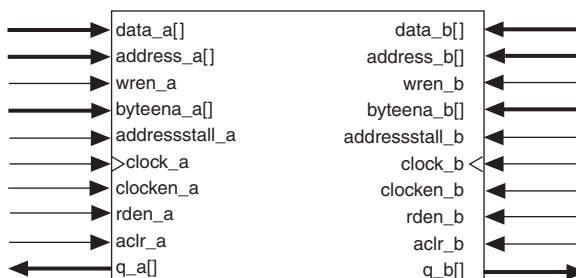 data_a[] data_b[]
address_a[] address_b[]
wren_a wren_b
byteena_a[] byteena_b[]
addressstall_a addressstall_b
clock_a clock_b
clocken_a clocken_b
rden_a rden_b
aclr_a aclr_b
q_a[] q_b[]